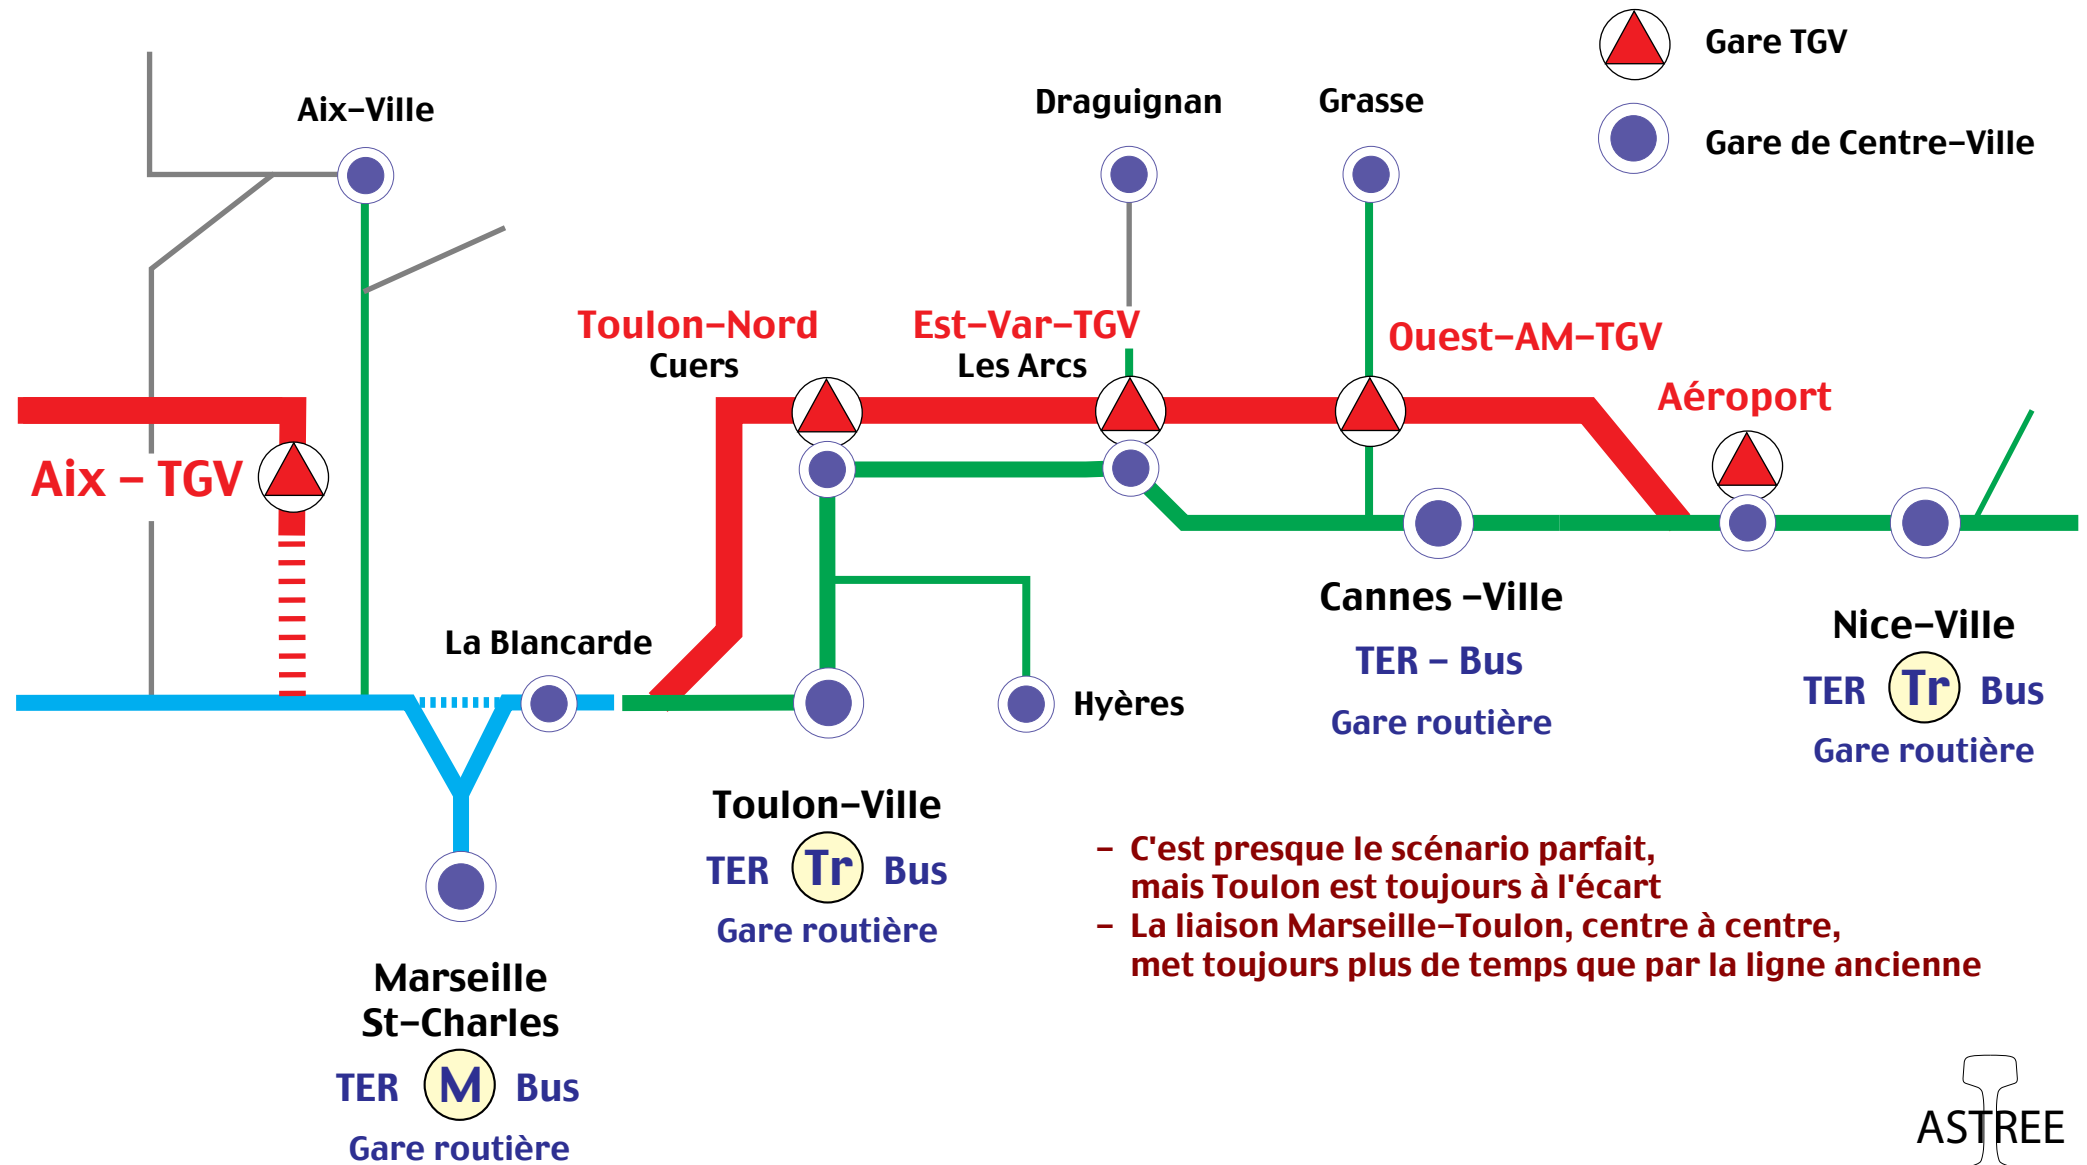 Gare TGV
Gare de Centre-Ville
Aix-Ville
Draguignan
Grasse
Toulon-Nord
Cuers
Est-Var-TGV
Les Arcs
Ouest-AM-TGV
Aéroport
Aix - TGV
La Blancarde
Hyères
Cannes -Ville
TER - Bus
Gare routière
Nice-Ville
TER Tr Bus
Gare routière
Toulon-Ville
TER Tr Bus
Gare routière
- C'est presque le scénario parfait,
mais Toulon est toujours à l'écart
- La liaison Marseille-Toulon, centre à centre,
met toujours plus de temps que par la ligne ancienne
Marseille
St-Charles
TER M Bus
Gare routière
ASTREE